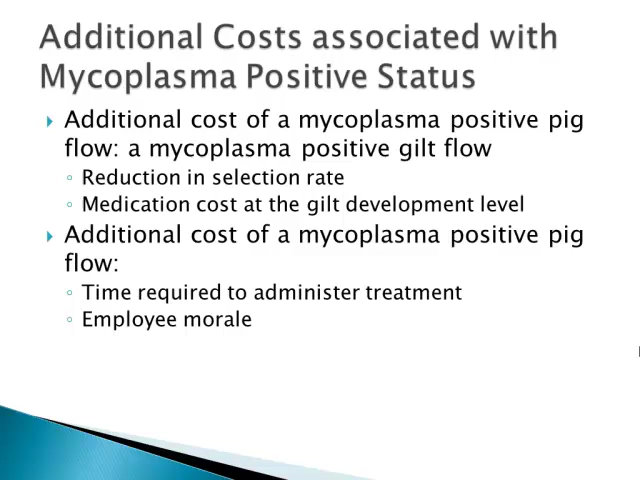 Additional Costs associated with
Mycoplasma Positive Status
Additional cost of a mycoplasma positive pig
flow: a mycoplasma positive gilt flow
Reduction in selection rate
Medication cost at the gilt development level
Additional cost of a mycoplasma positive pig
flow:
Time required to administer treatment
Employee morale